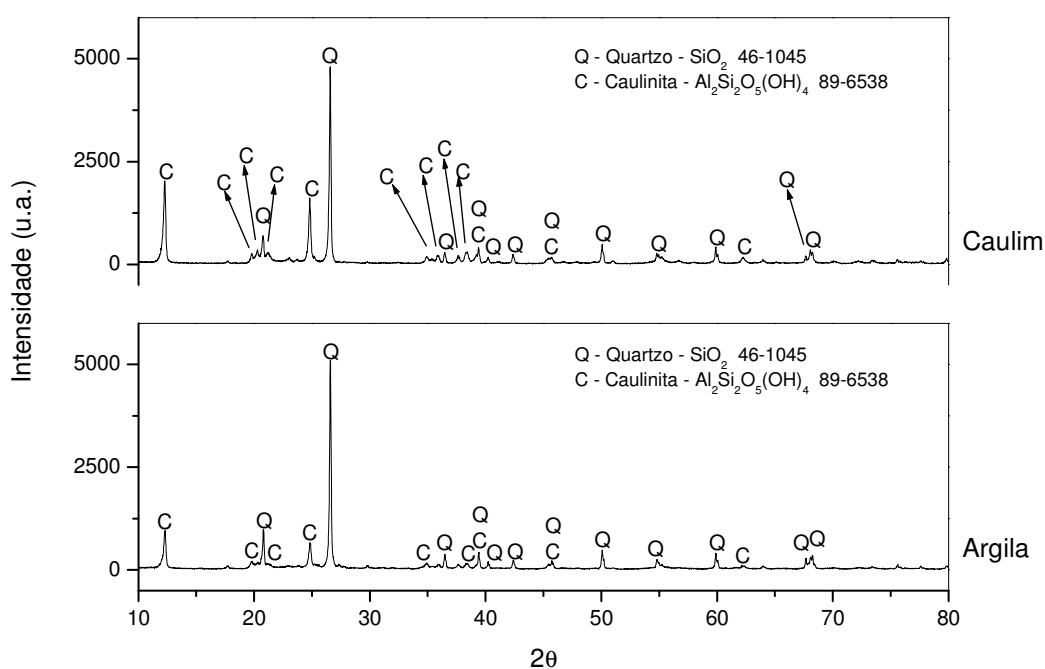 Intensidade (u.a.)
5000
2500
0
Q - Quartzo - SiO₂ 46-1045
C - Caulinita - Al₂Si₂O₅(OH)₄ 89-6538
C
C
C
Q
C
C
Q
C
C
C
C
Q
Q
C
Q
Q
Q
C
Q
Q
Q
C
Q
Q
Caulim
5000
2500
0
Q - Quartzo - SiO₂ 46-1045
C - Caulinita - Al₂Si₂O₅(OH)₄ 89-6538
C
C
Q
C
C
Q
C
Q
C
Q
C
Q
Q
Q
C
Q
Q
Q
C
Q
Q
Argila
10 20 30 40 50 60 70 80
2θ